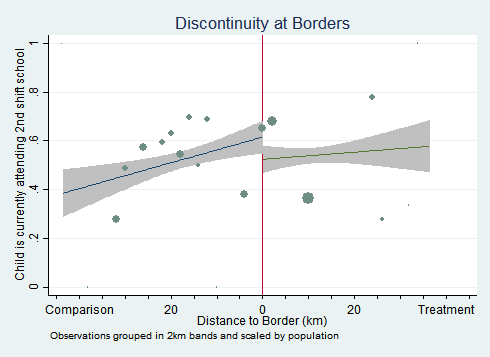 Discontinuity at Borders
Child is currently attending 2nd shift school
1
.8
.6
.4
.2
0
Comparison 20 0 20 Treatment
Distance to Border (km)
Observations grouped in 2km bands and scaled by population